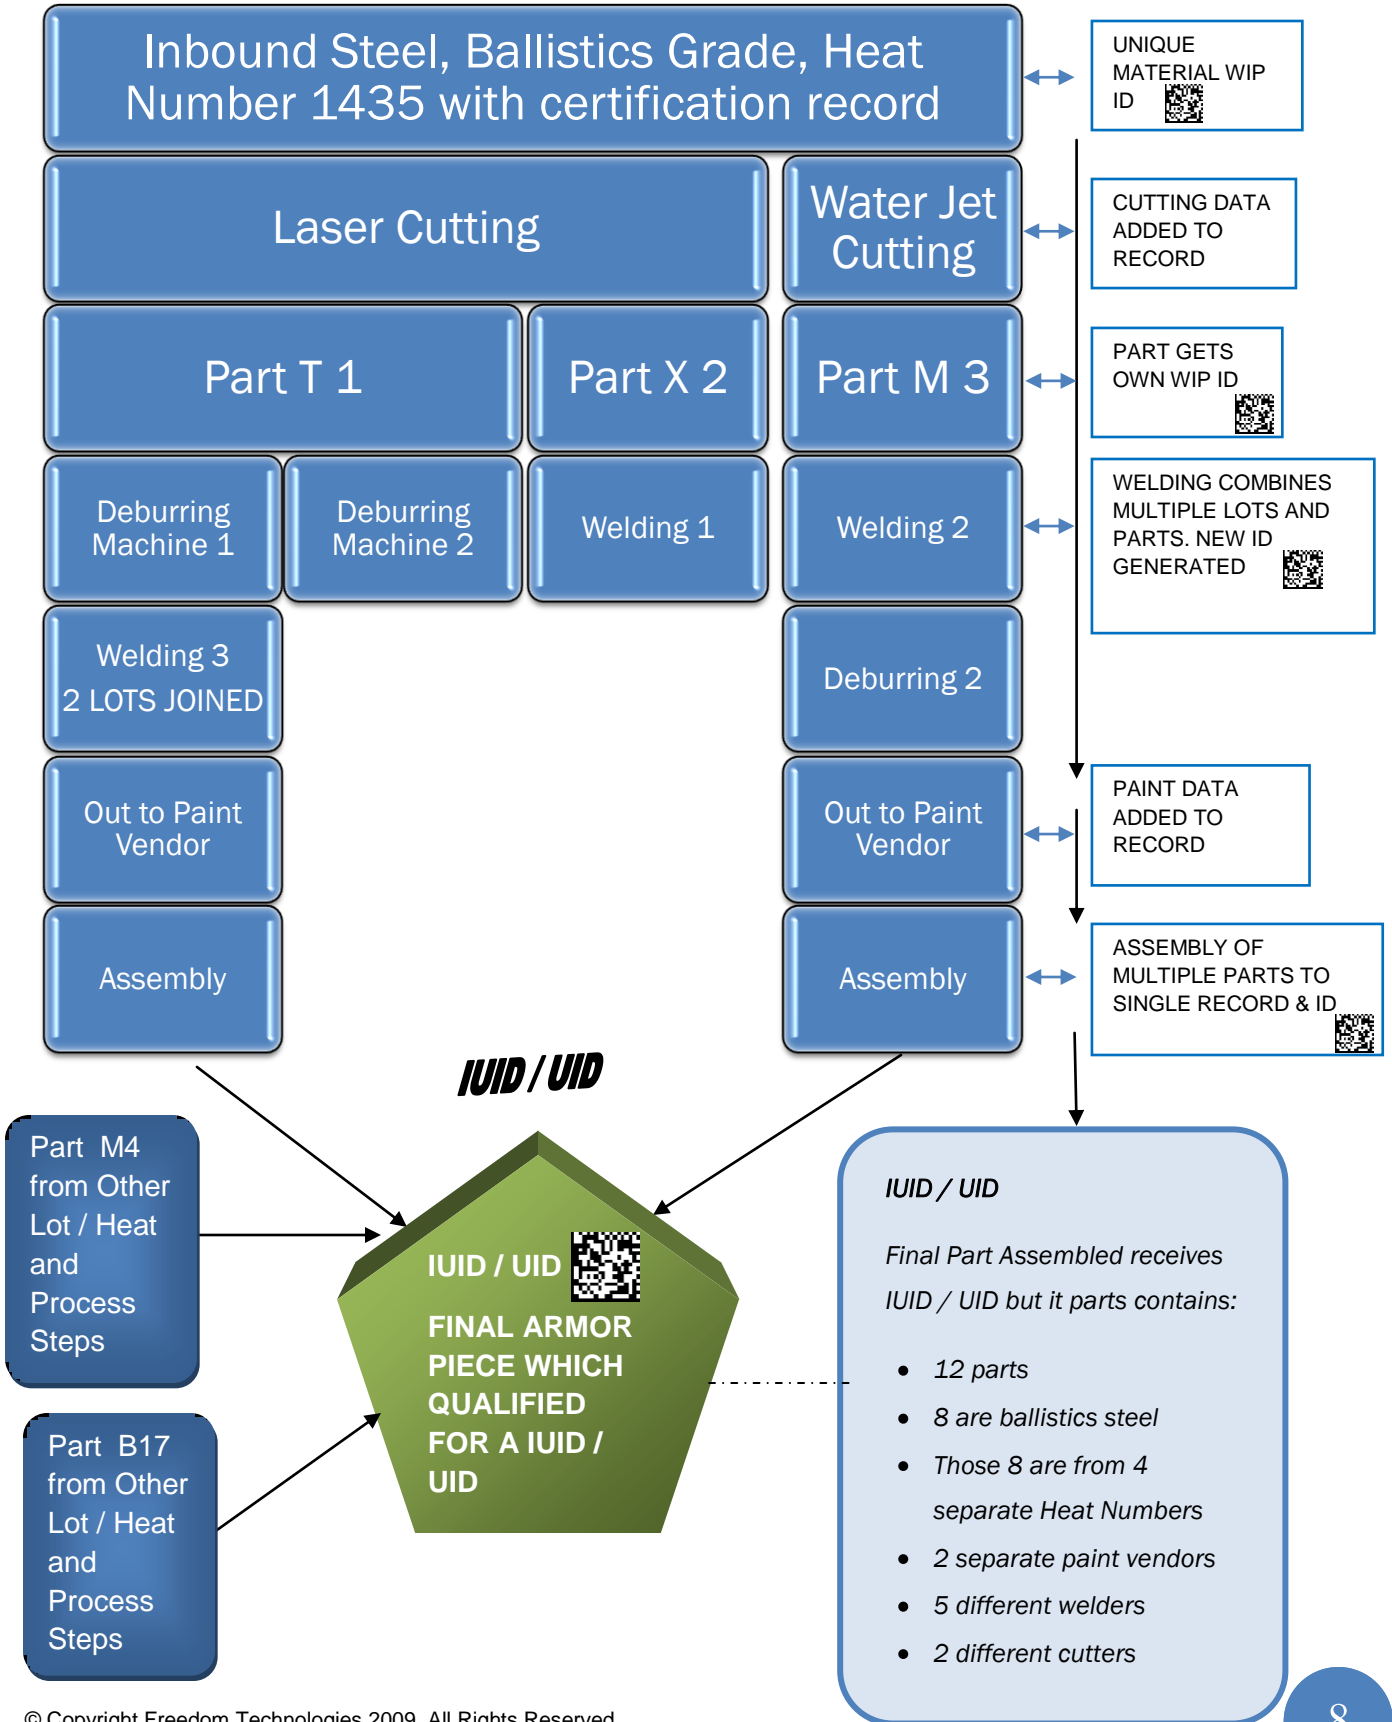 Inbound Steel, Ballistics Grade, Heat
Number 1435 with certification record
UNIQUE
MATERIAL WIP
ID
Laser Cutting
Water Jet
Cutting
CUTTING DATA
ADDED TO
RECORD
Part T 1
Part X 2
Part M 3
PART GETS
OWN WIP ID
Deburring
Machine 1
Deburring
Machine 2
Welding 1
Welding 2
WELDING COMBINES
MULTIPLE LOTS AND
PARTS. NEW ID
GENERATED
Welding 3
2 LOTS JOINED
Deburring 2
Out to Paint
Vendor
Out to Paint
Vendor
PAINT DATA
ADDED TO
RECORD
Assembly
Assembly
ASSEMBLY OF
MULTIPLE PARTS TO
SINGLE RECORD & ID
IUID / UID
Part M4
from Other
Lot / Heat
and
Process
Steps
Part B17
from Other
Lot / Heat
and
Process
Steps
IUID / UID
FINAL ARMOR
PIECE WHICH
QUALIFIED
FOR A IUID /
UID
IUID / UID
Final Part Assembled receives
IUID / UID but it parts contains:
• 12 parts
• 8 are ballistics steel
• Those 8 are from 4
separate Heat Numbers
• 2 separate paint vendors
• 5 different welders
• 2 different cutters
© Copyright Freedom Technologies 2009 All Rights Reserved
8